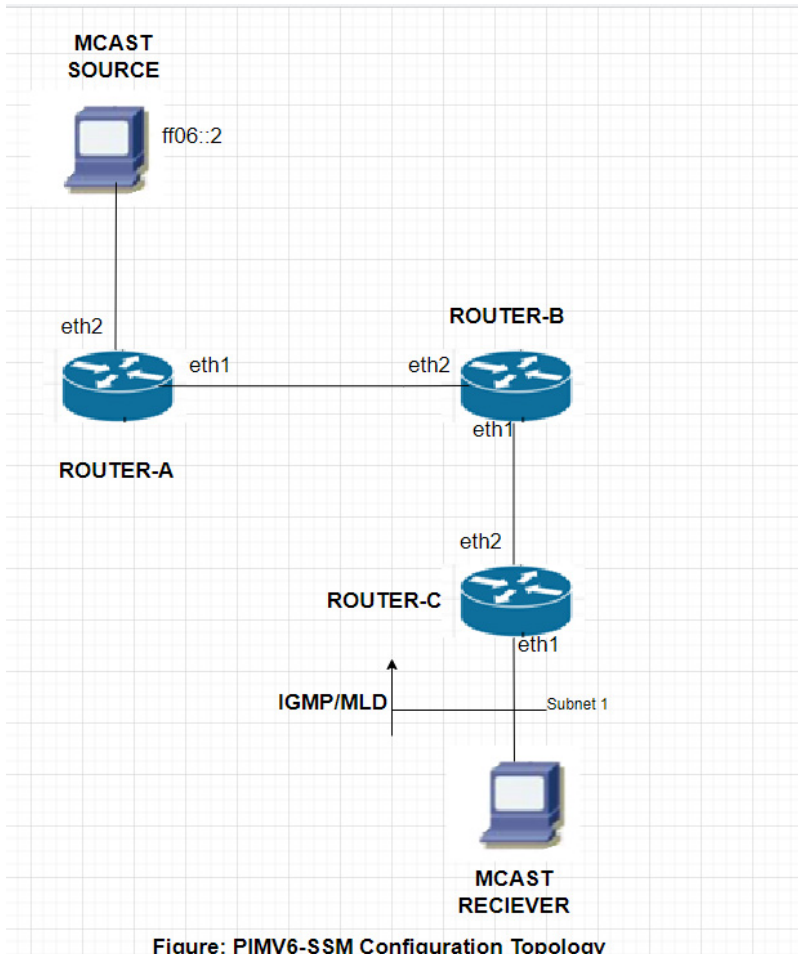 MCAST
SOURCE
ff06::2
eth2
ROUTER-B
eth1
eth2
eth1
ROUTER-A
eth2
ROUTER-C
eth1
IGMP/MLD
Subnet 1
MCAST
RECIEVER
Figure: PIMV6-SSM Configuration Topology